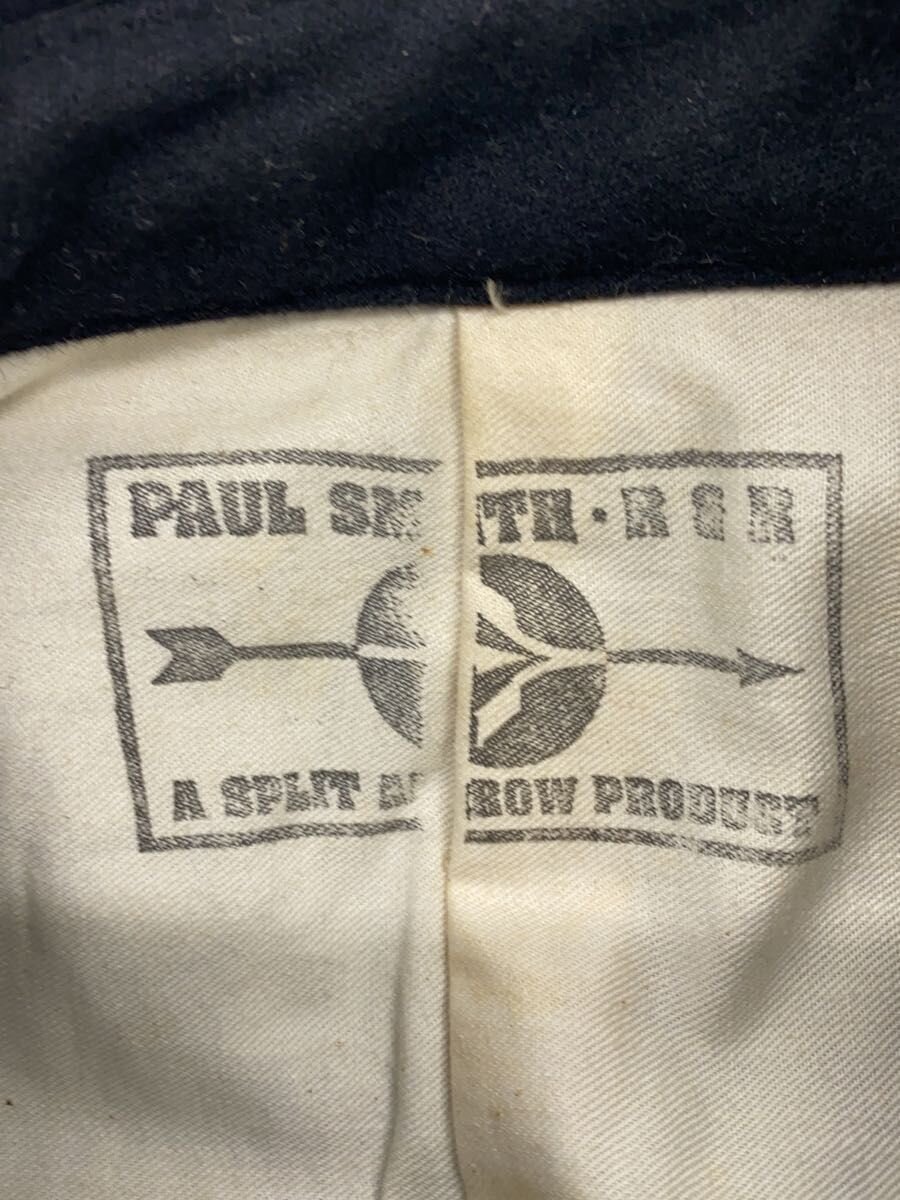 PAUL SMITH · R S N
A SPLIT ARROW PRODUCT